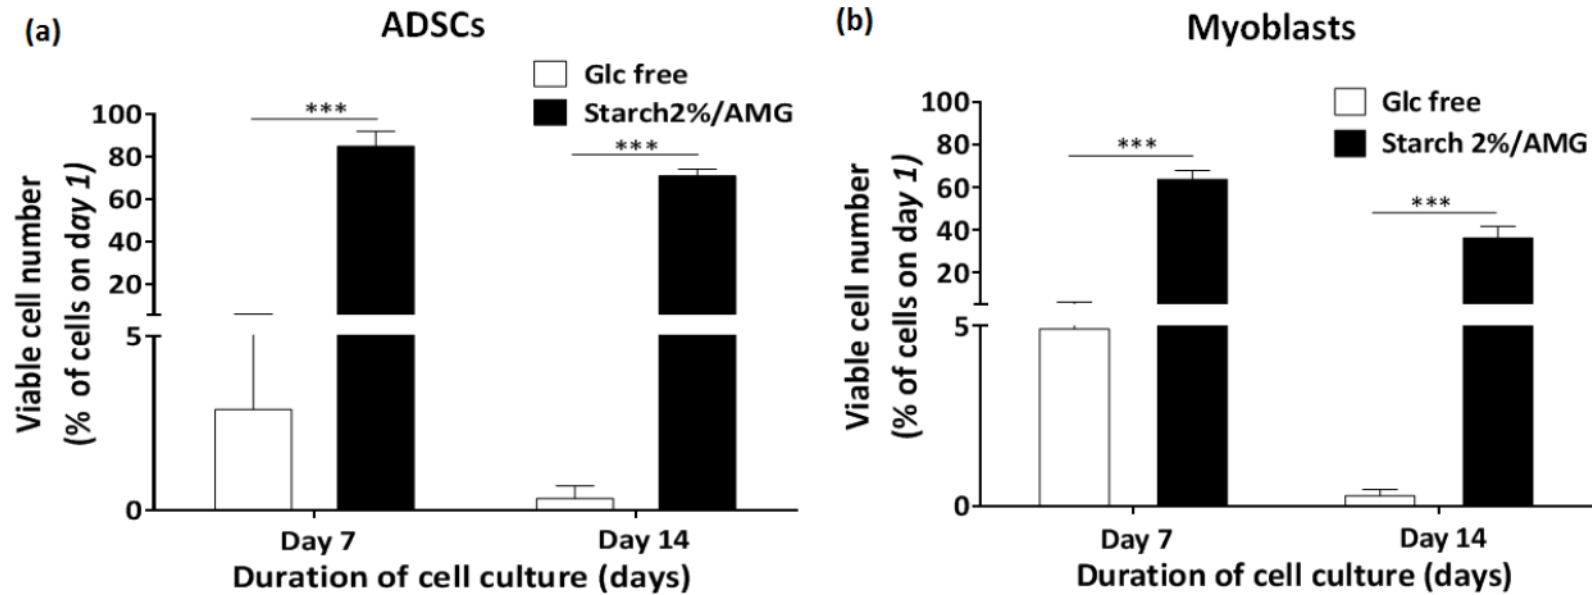 (a)
ADSCs
Glc free
Starch2%/AMG
***
***
100
80
60
40
20
5
0
Viable cell number
(% of cells on day 1)
Day 7
Day 14
Duration of cell culture (days)
(b)
Myoblasts
Glc free
Starch 2%/AMG
***
***
100
80
60
40
20
5
0
Viable cell number
(% of cells on day 1)
Day 7
Day 14
Duration of cell culture (days)